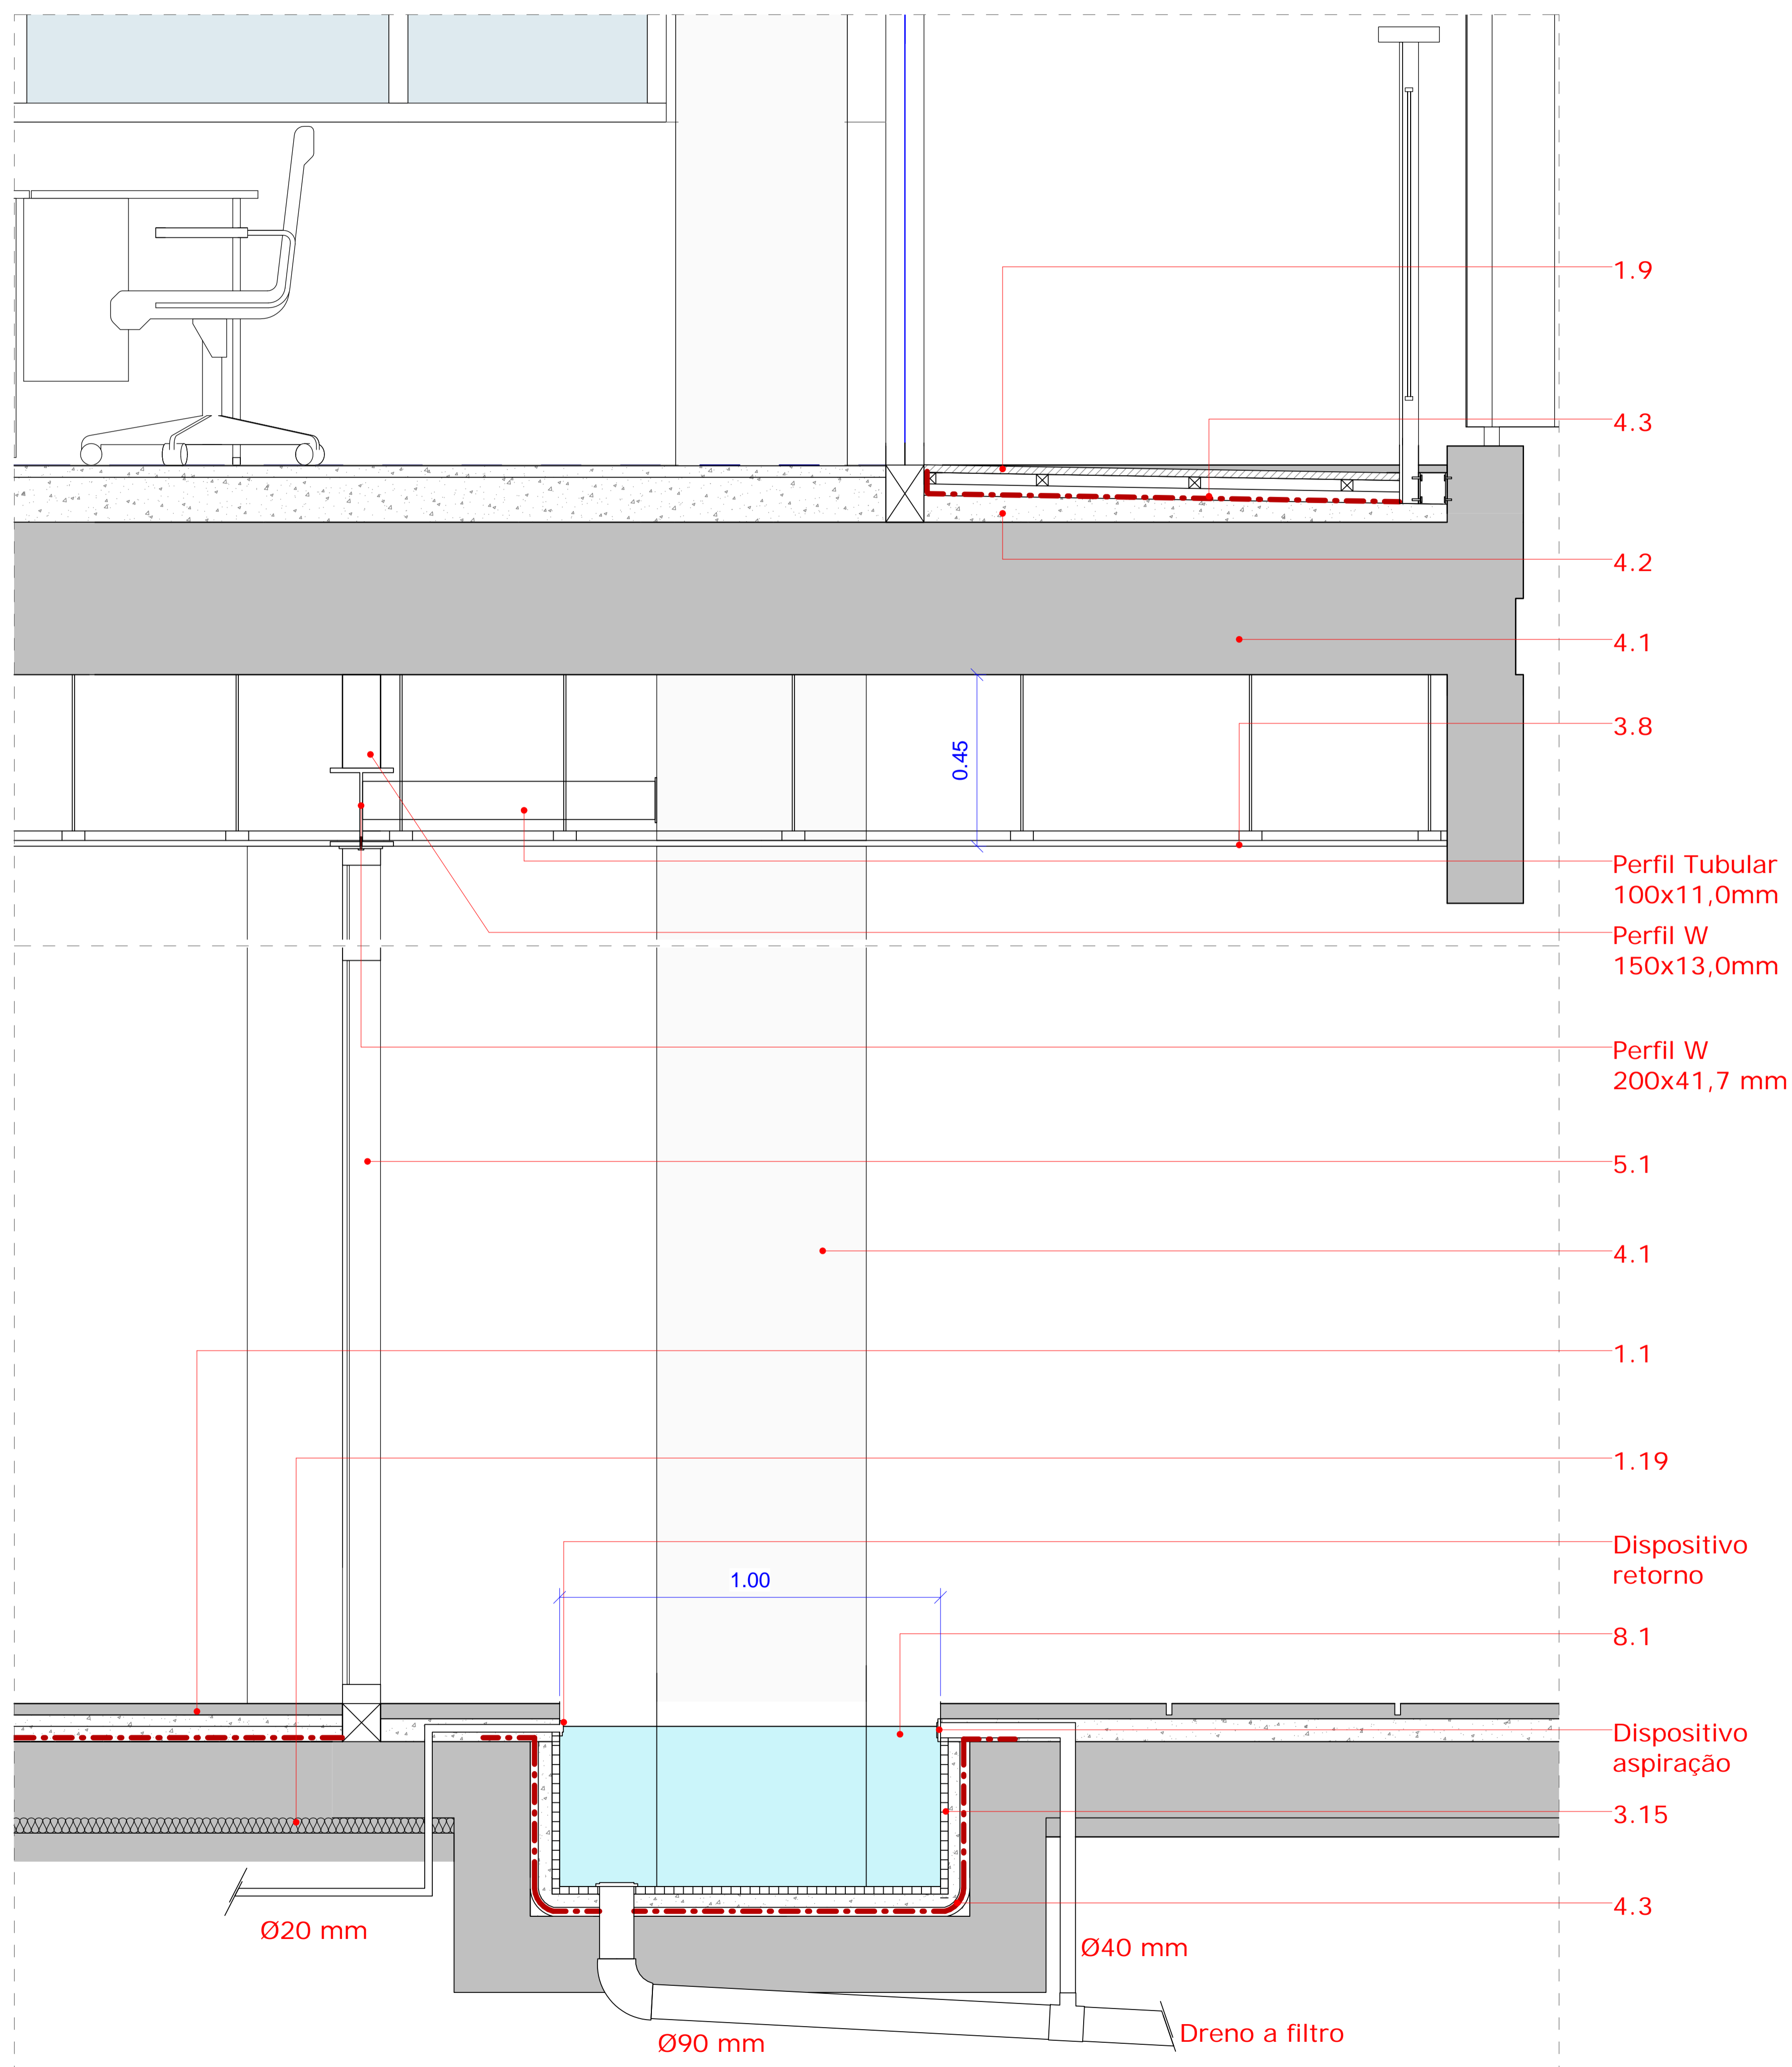 1.9
4.3
4.2
4.1
3.8
0.45
Perfil Tubular
100x11,0mm
Perfil W
150x13,0mm
Perfil W
200x41,7 mm
5.1
4.1
1.1
1.19
Dispositivo
retorno
1.00
8.1
Dispositivo
aspiração
3.15
4.3
Ø20 mm
Ø40 mm
Dreno a filtro
Ø90 mm